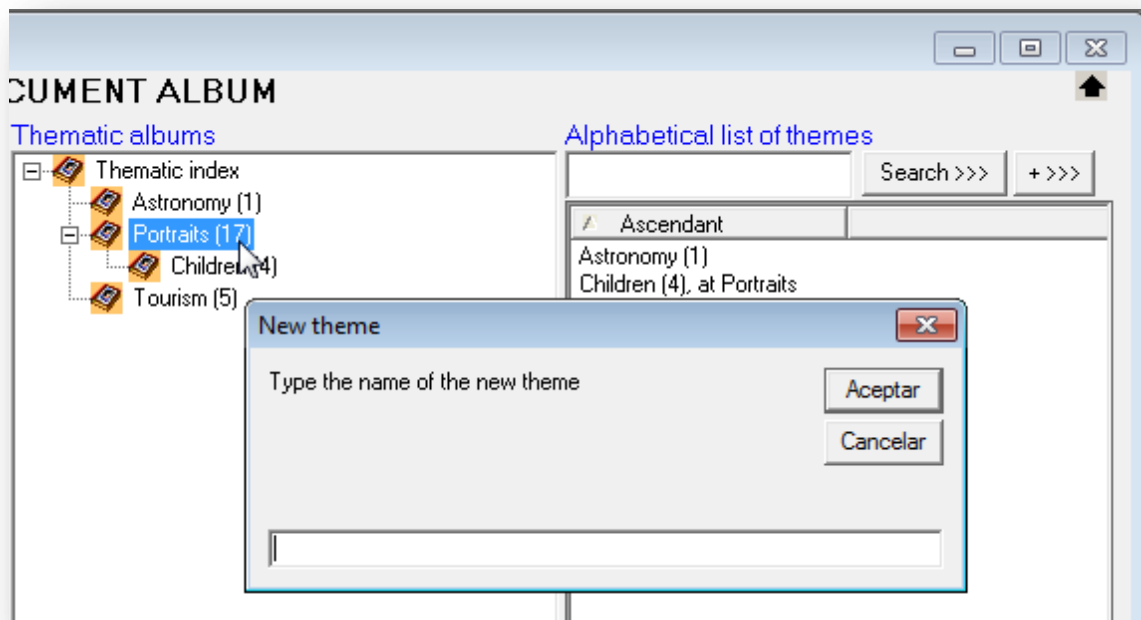 CUMENT ALBUM
Thematic albums
Thematic index
Astronomy (1)
Portraits (17)
Children (4)
Tourism (5)
Alphabetical list of themes
Search >>>
+ >>>
Ascendant
Astronomy (1)
Children (4), at Portraits
New theme
Type the name of the new theme
Aceptar
Cancelar